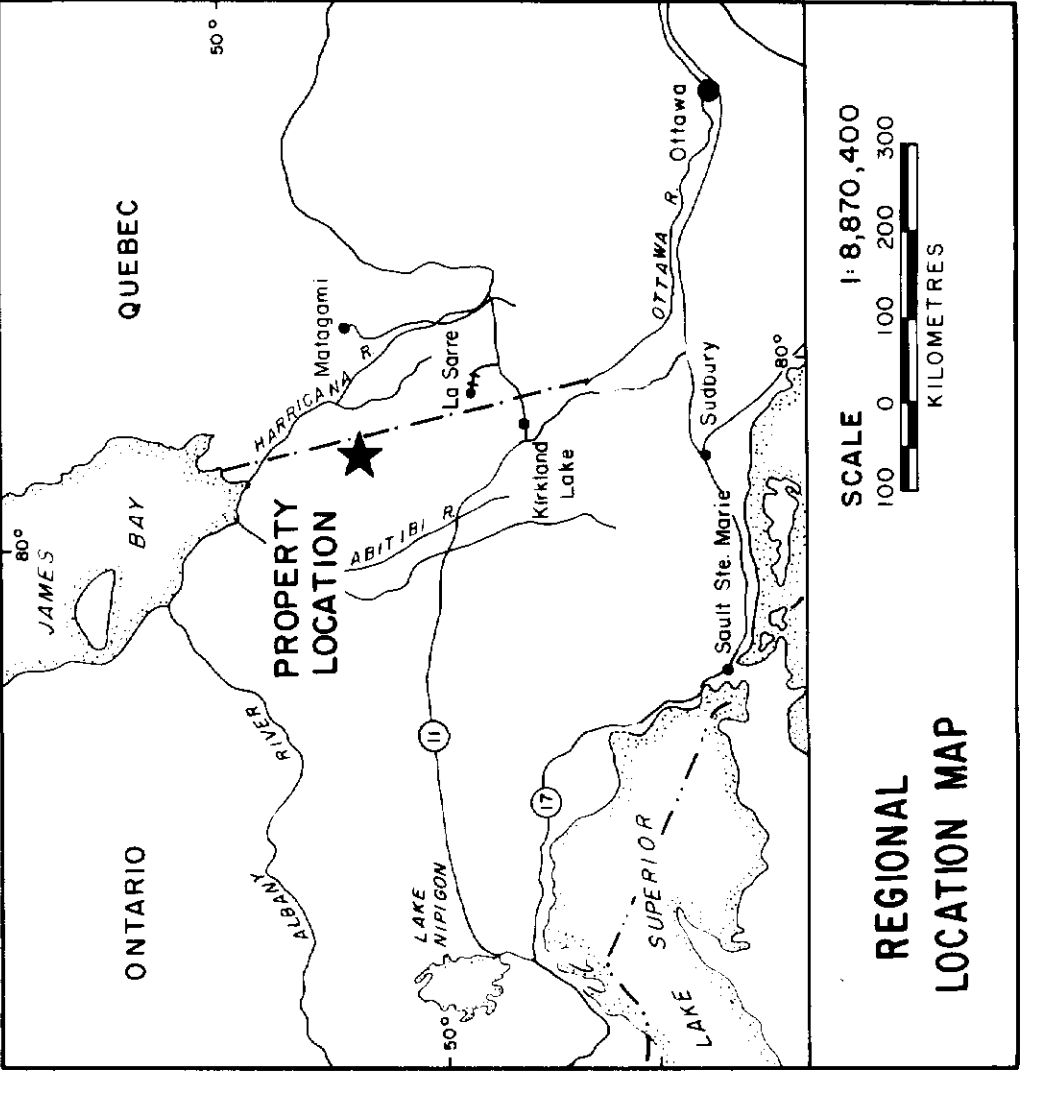 ONTARIO
QUEBEC
JAMES
BAY
80°
50°
ALBANY
RIVER
HARRICANA R.
Matagami
PROPERTY
LOCATION
ABITIBI R.
La Sarre
Kirkland
Lake
LAKE
NIPIGON
50°
11
17
OTTAWA R.
Ottawa
Sudbury
80°
Sault Ste. Marie
LAKE SUPERIOR
REGIONAL
LOCATION MAP
SCALE 1:8,870,400
100 0 100 200 300
KILOMETRES